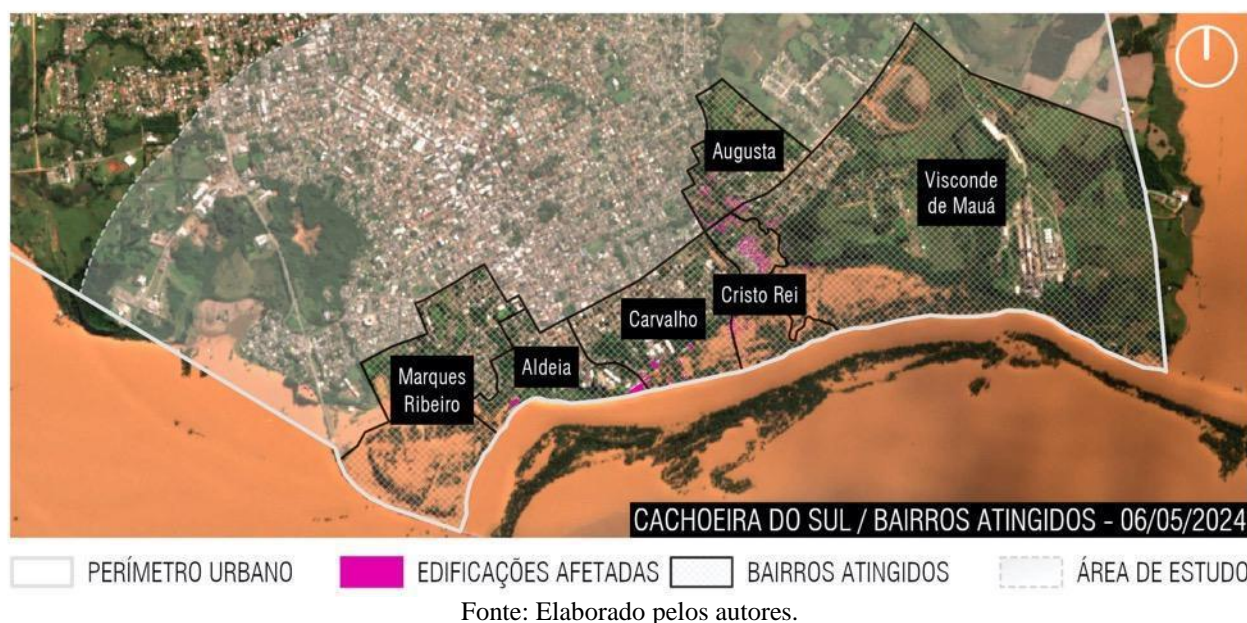 Augusta
Visconde
de Mauá
Cristo Rei
Carvalho
Aldeia
Marques
Ribeiro
CACHOEIRA DO SUL / BAIRROS ATINGIDOS - 06/05/2024
PERÍMETRO URBANO EDIFICAÇÕES AFETADAS BAIRROS ATINGIDOS ÁREA DE ESTUDO
Fonte: Elaborado pelos autores.